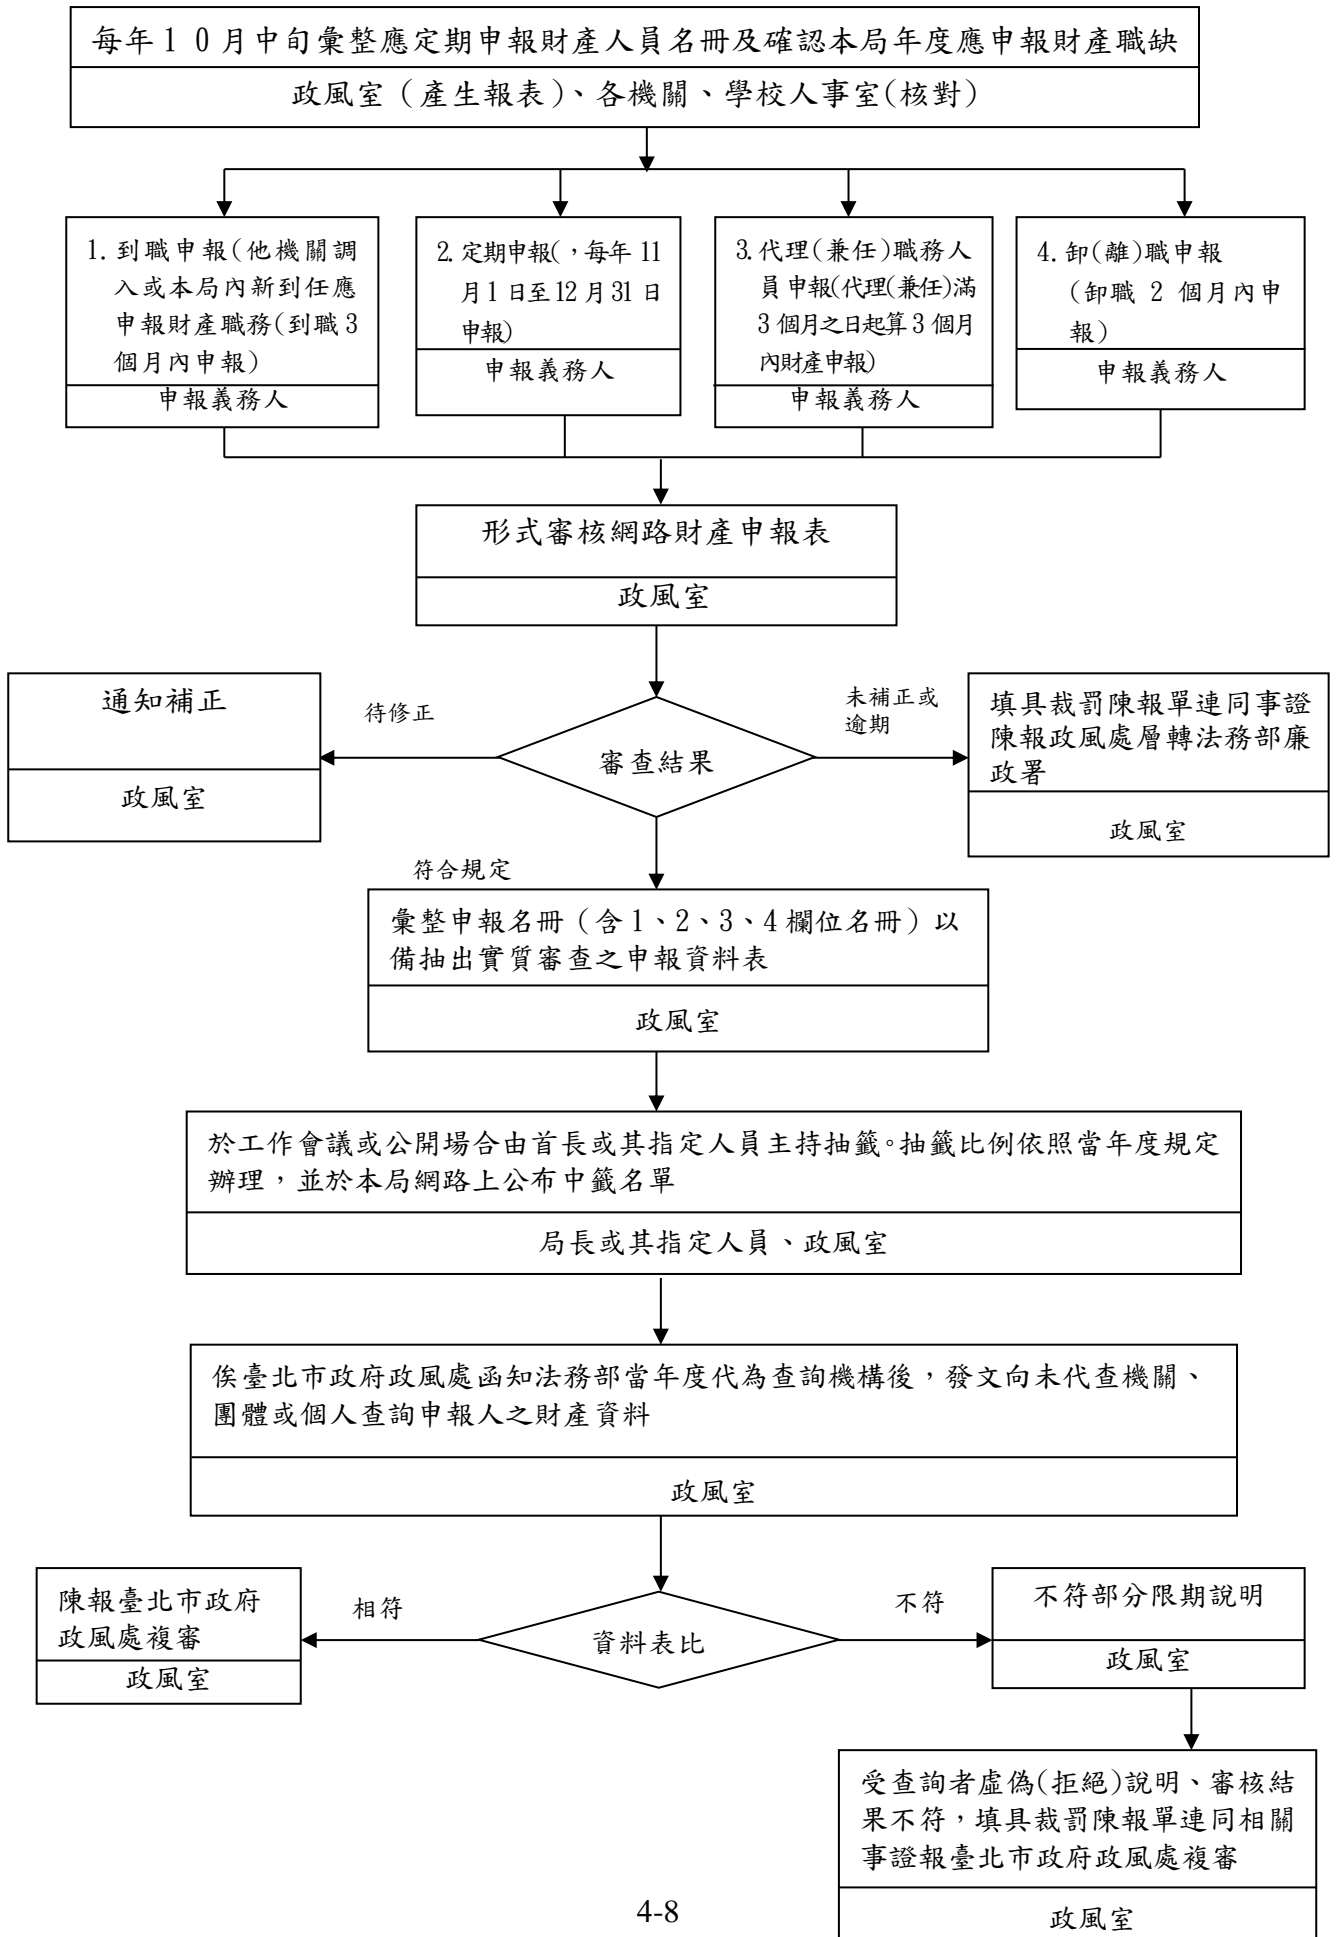 每年10月中旬彙整應定期申報財產人員名冊及確認本局年度應申報財產職缺
政風室（產生報表）、各機關、學校人事室(核對)
1. 到職申報(他機關調
入或本局內新到任應
申報財產職務(到職3
個月內申報)
申報義務人
2. 定期申報(，每年11
月1日至12月31日
申報)
申報義務人
3. 代理(兼任)職務人
員申報(代理(兼任)滿
3個月之日起算3個月
內財產申報)
申報義務人
4. 卸(離)職申報
(卸職 2 個月內申
報)
申報義務人
形式審核網路財產申報表
政風室
通知補正
政風室
待修正
審查結果
未補正或
逾期
填具裁罰陳報單連同事證
陳報政風處層轉法務部廉
政署
政風室
符合規定
彙整申報名冊（含1、2、3、4欄位名冊）以
備抽出實質審查之申報資料表
政風室
於工作會議或公開場合由首長或其指定人員主持抽籤。抽籤比例依照當年度規定
辦理，並於本局網路上公布中籤名單
局長或其指定人員、政風室
俟臺北市政府政風處函知法務部當年度代為查詢機構後，發文向未代查機關、
團體或個人查詢申報人之財產資料
政風室
陳報臺北市政府
政風處複審
政風室
相符
資料表比
不符
不符部分限期說明
政風室
受查詢者虛偽(拒絕)說明、審核結
果不符，填具裁罰陳報單連同相關
事證報臺北市政府政風處複審
政風室
4-8